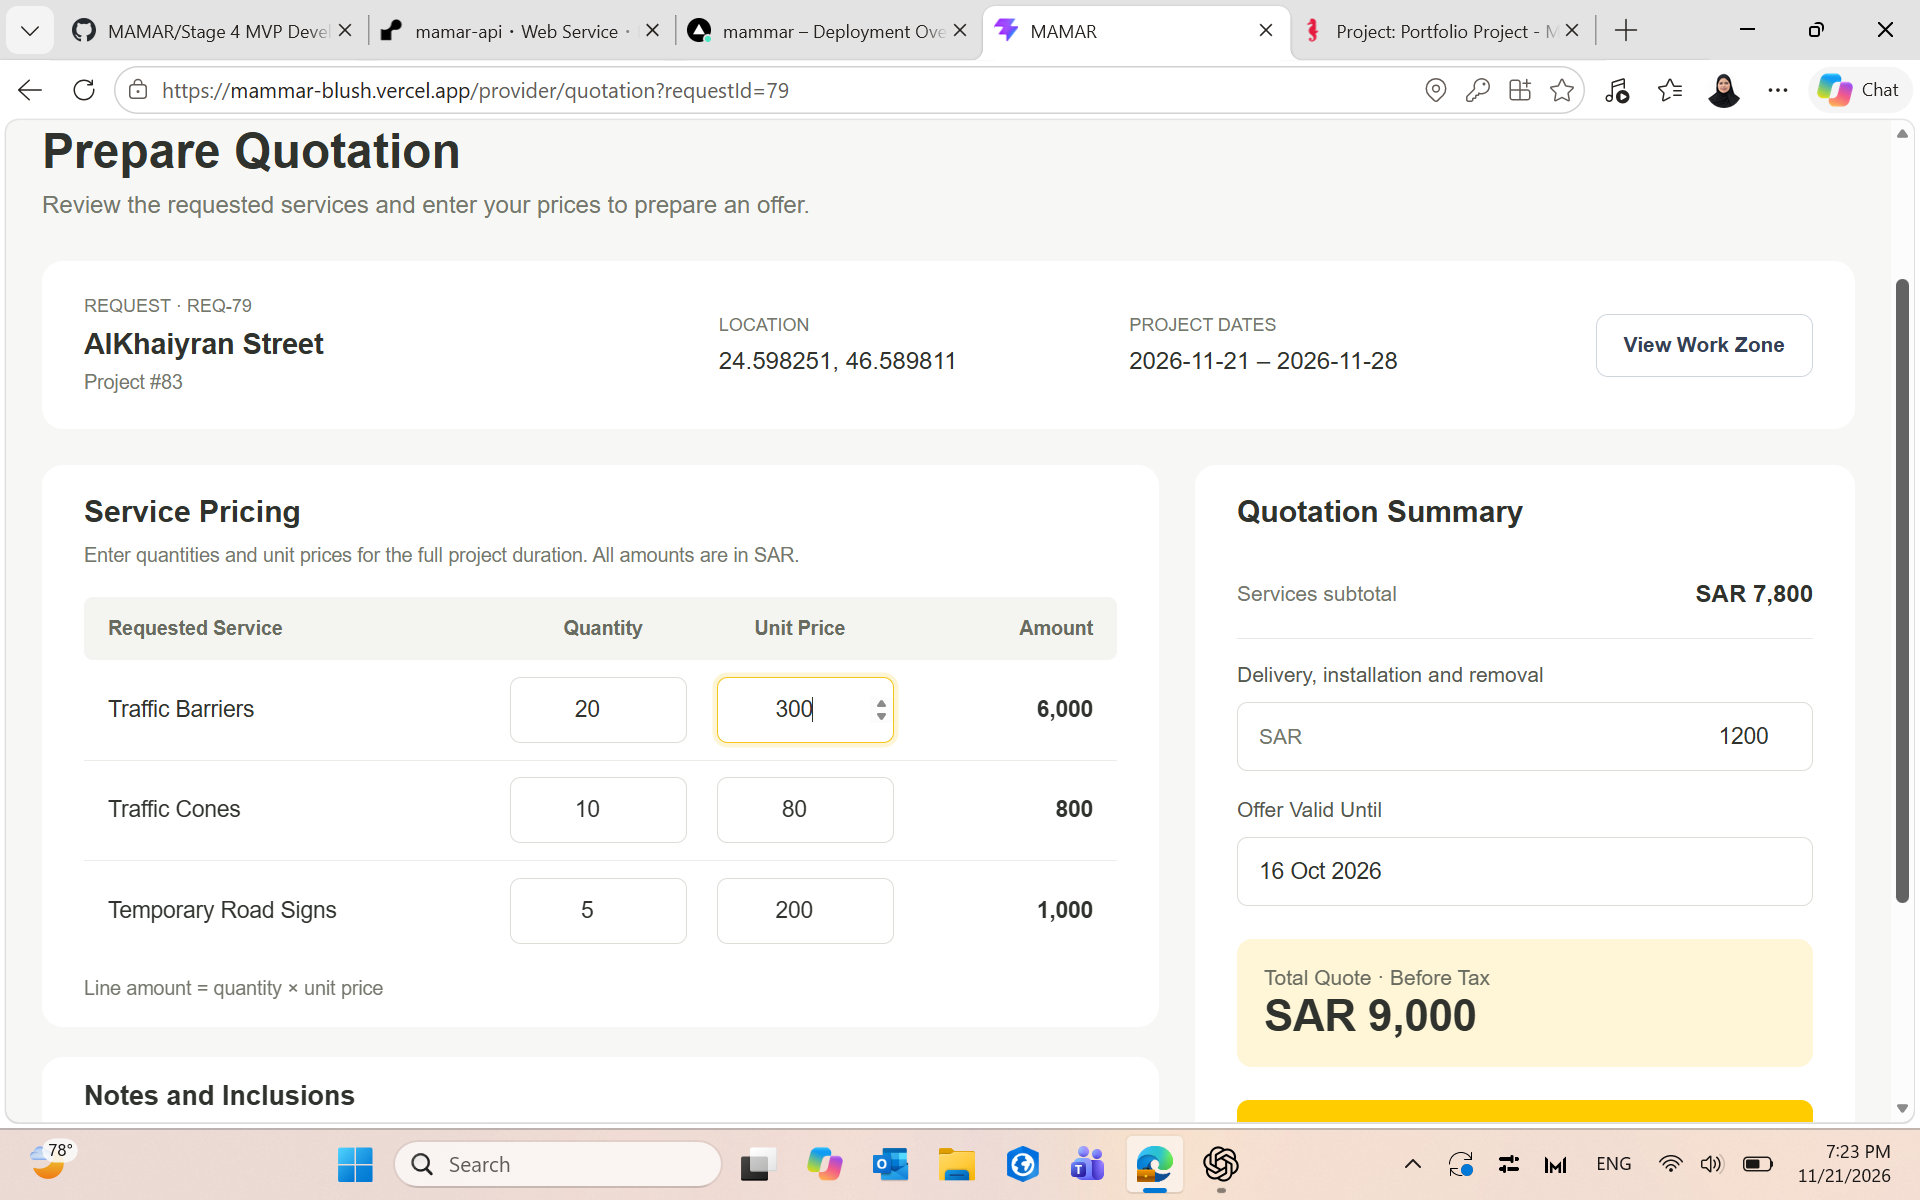 MAMAR/Stage 4 MVP Deve
mamar-api · Web Service ·
mammar – Deployment Ove
MAMAR
Project: Portfolio Project - M
https://mammar-blush.vercel.app/provider/quotation?requestId=79
Chat
Prepare Quotation
Review the requested services and enter your prices to prepare an offer.
REQUEST · REQ-79
AlKhaiyran Street
Project #83
LOCATION
24.598251, 46.589811
PROJECT DATES
2026-11-21 – 2026-11-28
View Work Zone
Service Pricing
Enter quantities and unit prices for the full project duration. All amounts are in SAR.
Requested Service Quantity Unit Price Amount
Traffic Barriers 20 300 6,000
Traffic Cones 10 80 800
Temporary Road Signs 5 200 1,000
Line amount = quantity × unit price
Notes and Inclusions
Quotation Summary
Services subtotal SAR 7,800
Delivery, installation and removal
SAR 1200
Offer Valid Until
16 Oct 2026
Total Quote · Before Tax
SAR 9,000
78°
Search
ENG
7:23 PM
11/21/2026